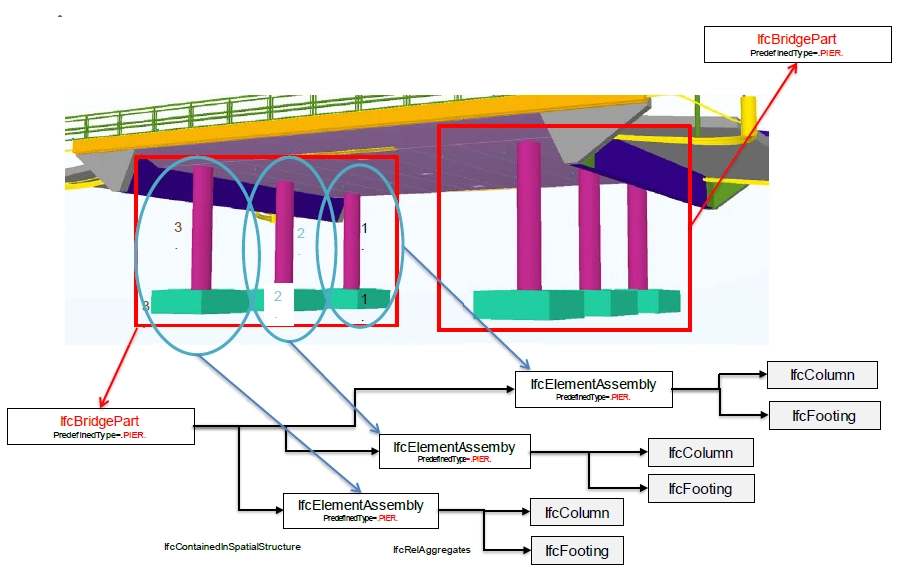 IfcBridgePart
PredefinedType=.PIER.
3
.
2
.
1
.
3
.
2
.
1
.
IfcElementAssembly
PredefinedType=.PIER.
IfcColumn
IfcFooting
IfcBridgePart
PredefinedType=.PIER.
IfcElementAssemby
PredefinedType=.PIER.
IfcColumn
IfcFooting
IfcElementAssembly
PredefinedType=.PIER.
IfcColumn
IfcFooting
IfcContainedInSpatialStructure
IfcRelAggregates